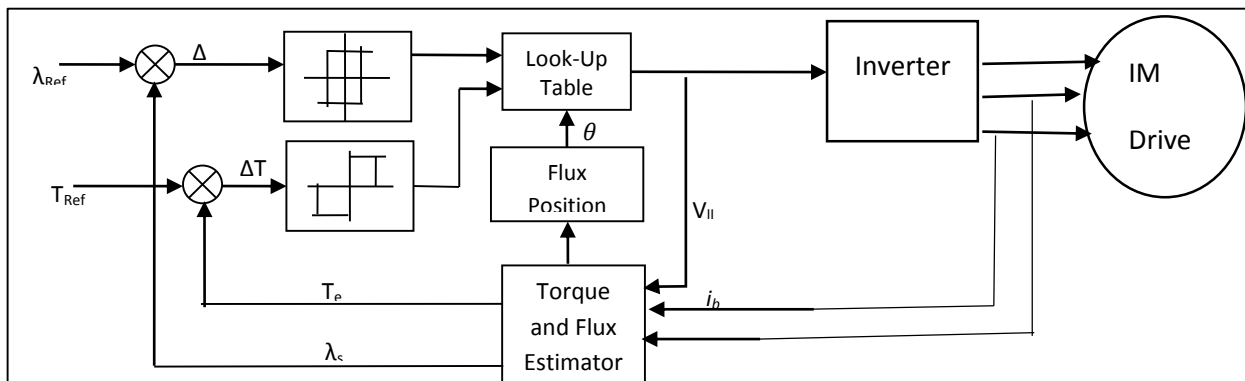 λRef
Δ
Look-Up
Table
Inverter
IM
Drive
θ
TRef
ΔT
Flux
Position
Vll
Te
Torque
and Flux
Estimator
ib
λs